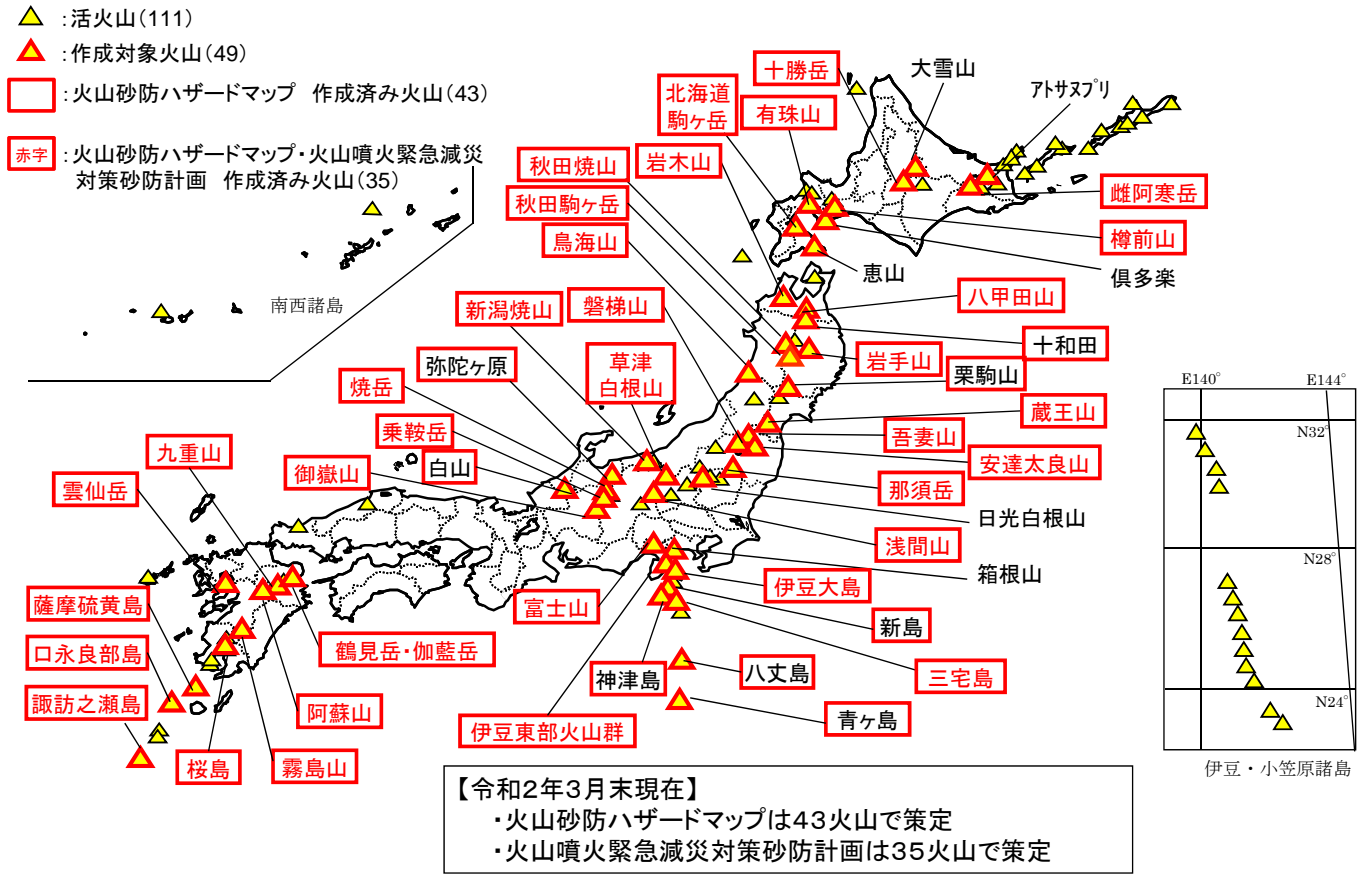 ：活火山（111）
：作成対象火山（49）
：火山砂防ハザードマップ　作成済み火山（43）
赤字
：火山砂防ハザードマップ・火山噴火緊急減災
対策砂防計画　作成済み火山（35）
南西諸島
十勝岳
大雪山
アトサヌプリ
北海道
駒ヶ岳
有珠山
岩木山
秋田焼山
秋田駒ヶ岳
鳥海山
雌阿寒岳
樽前山
倶多楽
恵山
八甲田山
十和田
岩手山
栗駒山
蔵王山
吾妻山
安達太良山
那須岳
日光白根山
浅間山
箱根山
新潟焼山
磐梯山
草津
白根山
弥陀ヶ原
焼岳
乗鞍岳
白山
御嶽山
九重山
雲仙岳
薩摩硫黄島
口永良部島
諏訪之瀬島
桜島
霧島山
阿蘇山
鶴見岳・伽藍岳
富士山
伊豆大島
新島
神津島
八丈島
三宅島
青ヶ島
伊豆東部火山群
E140°
E144°
N32°
N28°
N24°
伊豆・小笠原諸島
【令和２年３月末現在】
・火山砂防ハザードマップは４３火山で策定
・火山噴火緊急減災対策砂防計画は３５火山で策定